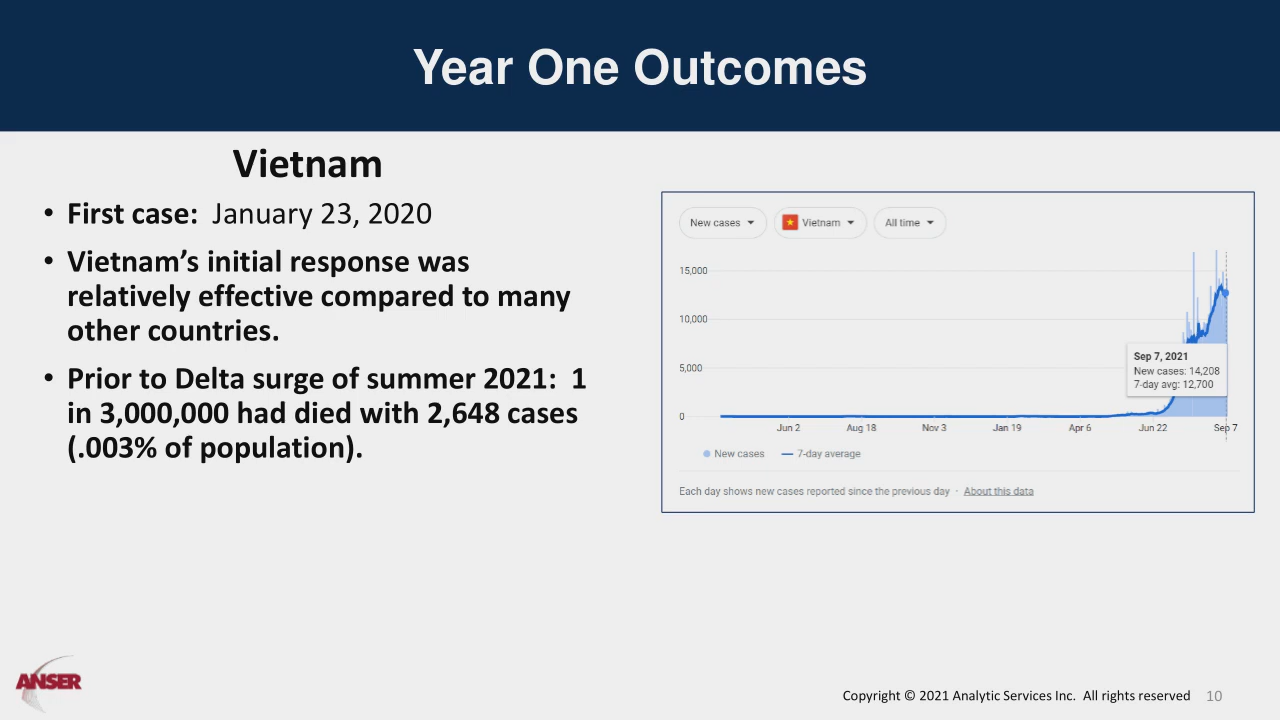 Year One Outcomes
Vietnam
• First case:  January 23, 2020
• Vietnam’s initial response was
relatively effective compared to many
other countries.
• Prior to Delta surge of summer 2021:  1
in 3,000,000 had died with 2,648 cases
(.003% of population).
New cases
Vietnam
All time
15,000
10,000
5,000
0
Sep 7, 2021
New cases: 14,208
7-day avg: 12,700
Jun 2
Aug 18
Nov 3
Jan 19
Apr 6
Jun 22
Sep 7
New cases
7-day average
Each day shows new cases reported since the previous day · About this data
ANSER
Copyright © 2021 Analytic Services Inc.  All rights reserved
10